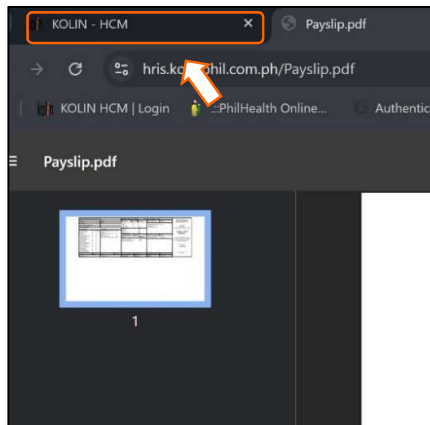 KOLIN - HCM
Payslip.pdf
hris.ko phil.com.ph/Payslip.pdf
KOLIN HCM | Login
::PhilHealth Online...
Authentic
Payslip.pdf
1